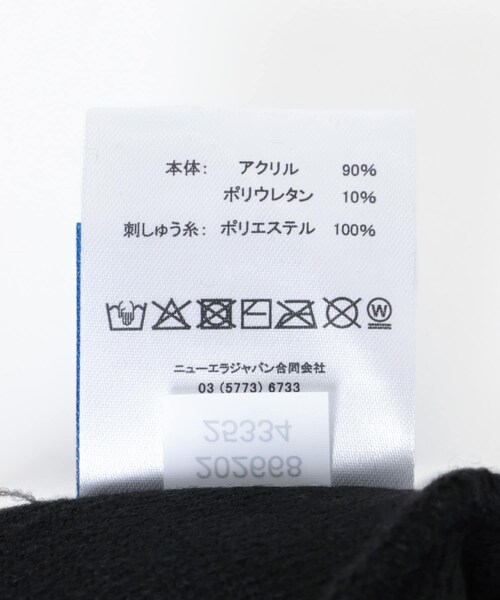 本体: アクリル 90%
ポリウレタン 10%
刺しゅう糸: ポリエステル 100%
W
ニューエラジャパン合同会社
03 (5773) 6733
25334
202668